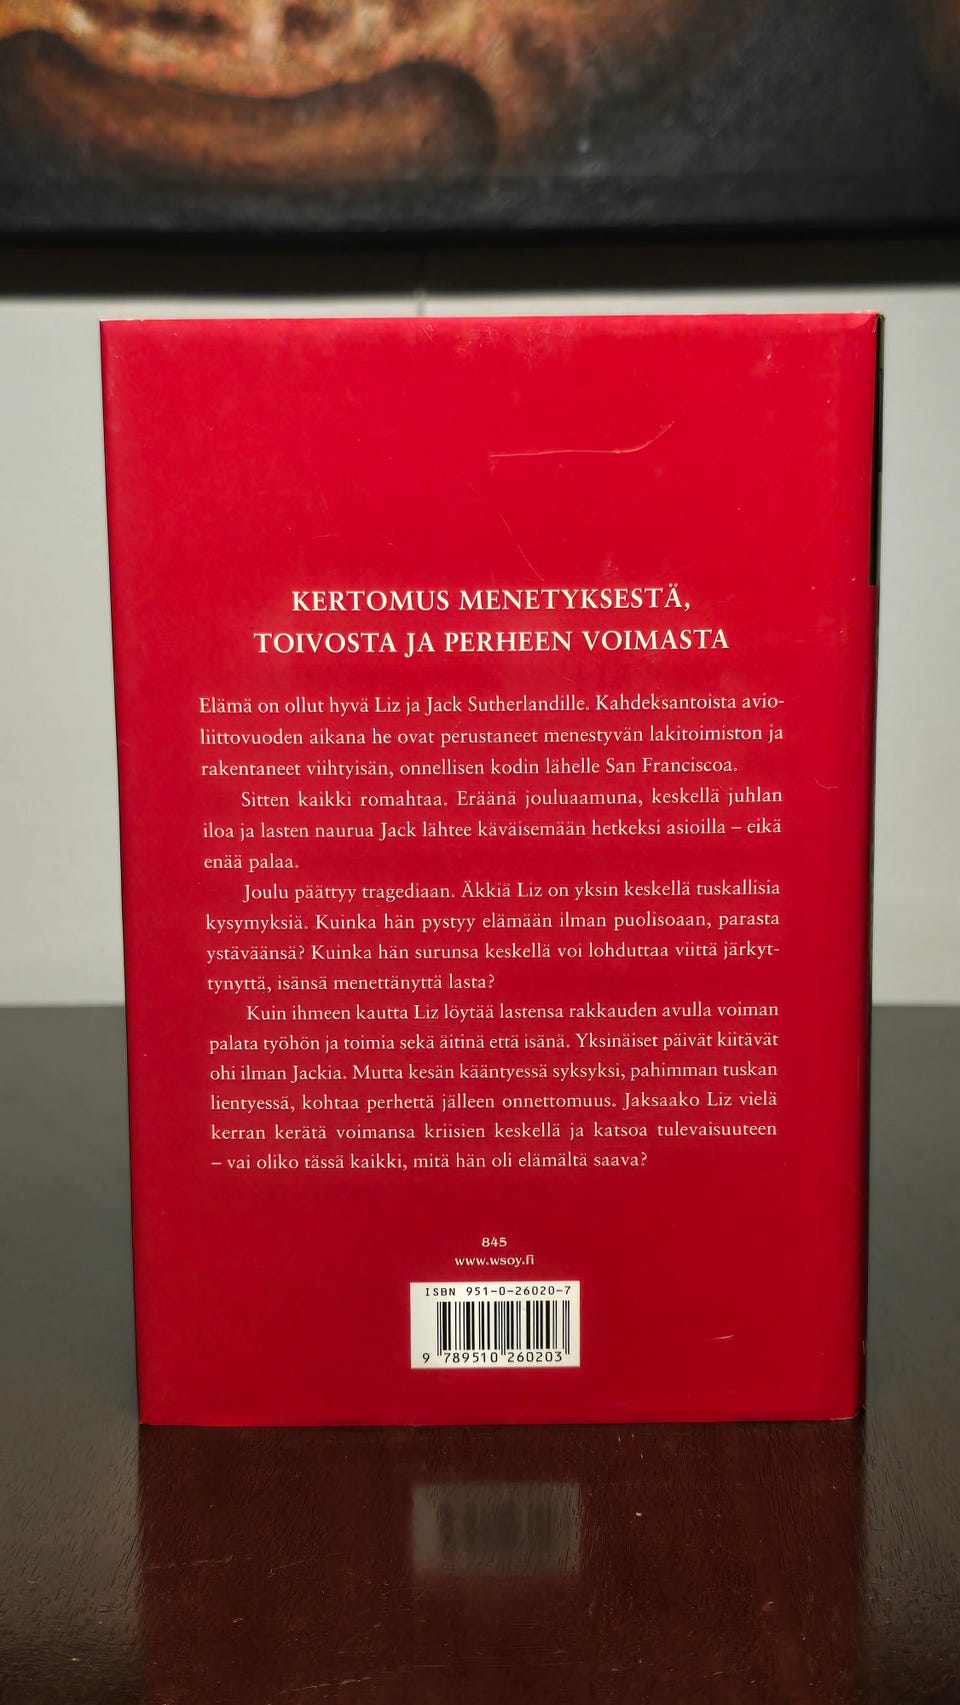 KERTOMUS MENETYKSESTÄ,
TOIVOSTA JA PERHEEN VOIMASTA
Elämä on ollut hyvä Liz ja Jack Sutherlandille. Kahdeksantoista avio-
liittovuoden aikana he ovat perustaneet menestyvän lakitoimiston ja
rakentaneet viihtyisän, onnellisen kodin lähelle San Franciscoa.
Sitten kaikki romahtaa. Eräänä jouluaamuna, keskellä juhlan
iloa ja lasten naurua Jack lähtee käväisemään hetkeksi asioilla – eikä
enää palaa.
Joulu päättyy tragediaan. Äkkiä Liz on yksin keskellä tuskallisia
kysymyksiä. Kuinka hän pystyy elämään ilman puolisoaan, parasta
ystäväänsä? Kuinka hän surunsa keskellä voi lohduttaa viittä järkyt-
tynyttä, isänsä menettänyttä lasta?
Kuin ihmeen kautta Liz löytää lastensa rakkauden avulla voiman
palata työhön ja toimia sekä äitinä että isänä. Yksinäiset päivät kiitävät
ohi ilman Jackia. Mutta kesän kääntyessä syksyksi, pahimman tuskan
lientyessä, kohtaa perhettä jälleen onnettomuus. Jaksaako Liz vielä
kerran kerätä voimansa kriisien keskellä ja katsoa tulevaisuuteen
– vai oliko tässä kaikki, mitä hän oli elämältä saava?
845
www.wsoy.fi
ISBN 951-0-26020-7
9 789510 260203